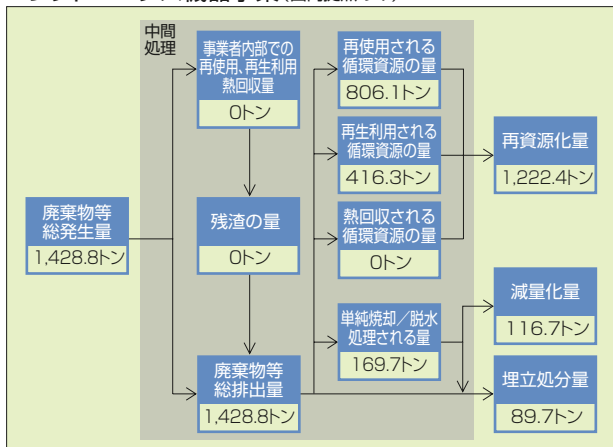 中間
処理
事業者内部での
再使用、再生利用
熱回収量
0トン
残渣の量
0トン
廃棄物等
総発生量
1,428.8トン
廃棄物等
総排出量
1,428.8トン
再使用される
循環資源の量
806.1トン
再生利用される
循環資源の量
416.3トン
熱回収される
循環資源の量
0トン
単純焼却／脱水
処理される量
169.7トン
再資源化量
1,222.4トン
減量化量
116.7トン
埋立処分量
89.7トン